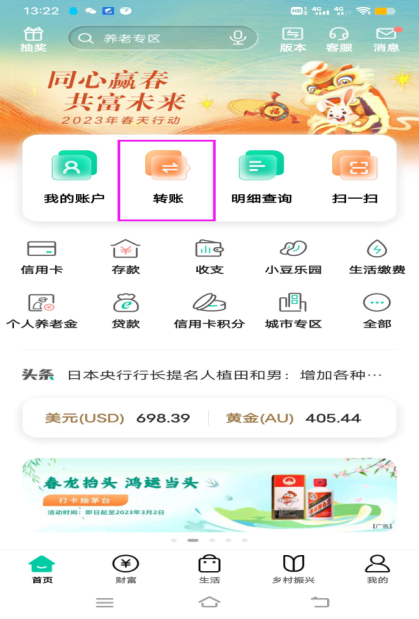 13:22
HD 4G 4G
抽奖
养老专区
版本
客服
消息
同心赢春
共富未来
2023年春天行动
我的账户
转账
明细查询
扫一扫
信用卡
存款
收支
小豆乐园
生活缴费
个人养老金
贷款
信用卡积分
城市专区
全部
头条 日本央行行长提名人植田和男：增加各种…
美元(USD) 698.39
黄金(AU) 405.44
春龙抬头 鸿运当头
打卡抽茅台
活动时间：即日起至2023年3月2日
【广告】
首页
财富
生活
乡村振兴
我的